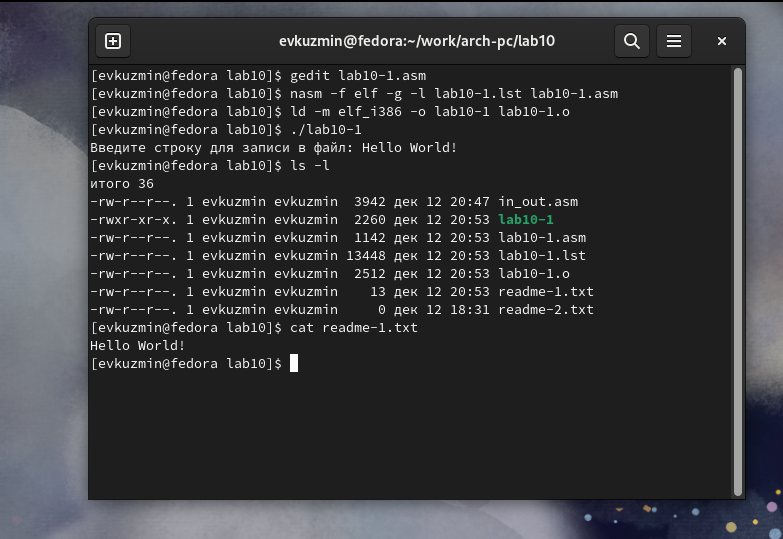 evkuzmin@fedora:~/work/arch-pc/lab10
[evkuzmin@fedora lab10]$ gedit lab10-1.asm
[evkuzmin@fedora lab10]$ nasm -f elf -g -l lab10-1.lst lab10-1.asm
[evkuzmin@fedora lab10]$ ld -m elf_i386 -o lab10-1 lab10-1.o
[evkuzmin@fedora lab10]$ ./lab10-1
Введите строку для записи в файл: Hello World!
[evkuzmin@fedora lab10]$ ls -l
итого 36
-rw-r--r--. 1 evkuzmin evkuzmin  3942 дек 12 20:47 in_out.asm
-rwxr-xr-x. 1 evkuzmin evkuzmin  2260 дек 12 20:53 lab10-1
-rw-r--r--. 1 evkuzmin evkuzmin  1142 дек 12 20:53 lab10-1.asm
-rw-r--r--. 1 evkuzmin evkuzmin 13448 дек 12 20:53 lab10-1.lst
-rw-r--r--. 1 evkuzmin evkuzmin  2512 дек 12 20:53 lab10-1.o
-rw-r--r--. 1 evkuzmin evkuzmin    13 дек 12 20:53 readme-1.txt
-rw-r--r--. 1 evkuzmin evkuzmin     0 дек 12 18:31 readme-2.txt
[evkuzmin@fedora lab10]$ cat readme-1.txt
Hello World!
[evkuzmin@fedora lab10]$